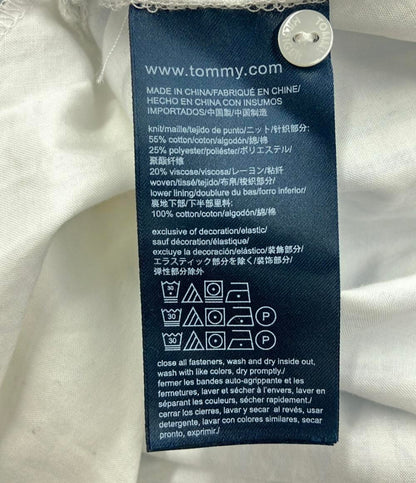 www.tommy.com
MADE IN CHINA/FABRIQUÉ EN CHINE/
HECHO EN CHINA CON INSUMOS
IMPORTADOS/中国製/中国制造
knit/maille/tejido de punto/ニット/针织部分:
55% cotton/coton/algodón/綿/棉
25% polyester/poliéster/ポリエステル/
聚酯纤维
20% viscose/viscosa/レーヨン/粘纤
woven/tissé/tejido/布帛/梭织部分/
lower lining/doublure du bas/forro inferior/
裏地下部/下半部里料:
100% cotton/coton/algodón/綿/棉
exclusive of decoration/elastic/
sauf décoration/élastique/
excluye la decoración/elástico/装飾部分/
エラスティック部分を除く/装饰部分/
弹性部分除外
30
30 P
30 P
close all fasteners, wash and dry inside out,
wash with like colors, dry promptly./
fermer les bandes auto-agrippante et les
fermetures, laver et sécher à l'envers, laver en
séparant les couleurs, sécher rapidement./
cerrar los cierres, lavar y secar al revés, usar
detergente, lavar con colores similares, secar
pronto, exprimir./